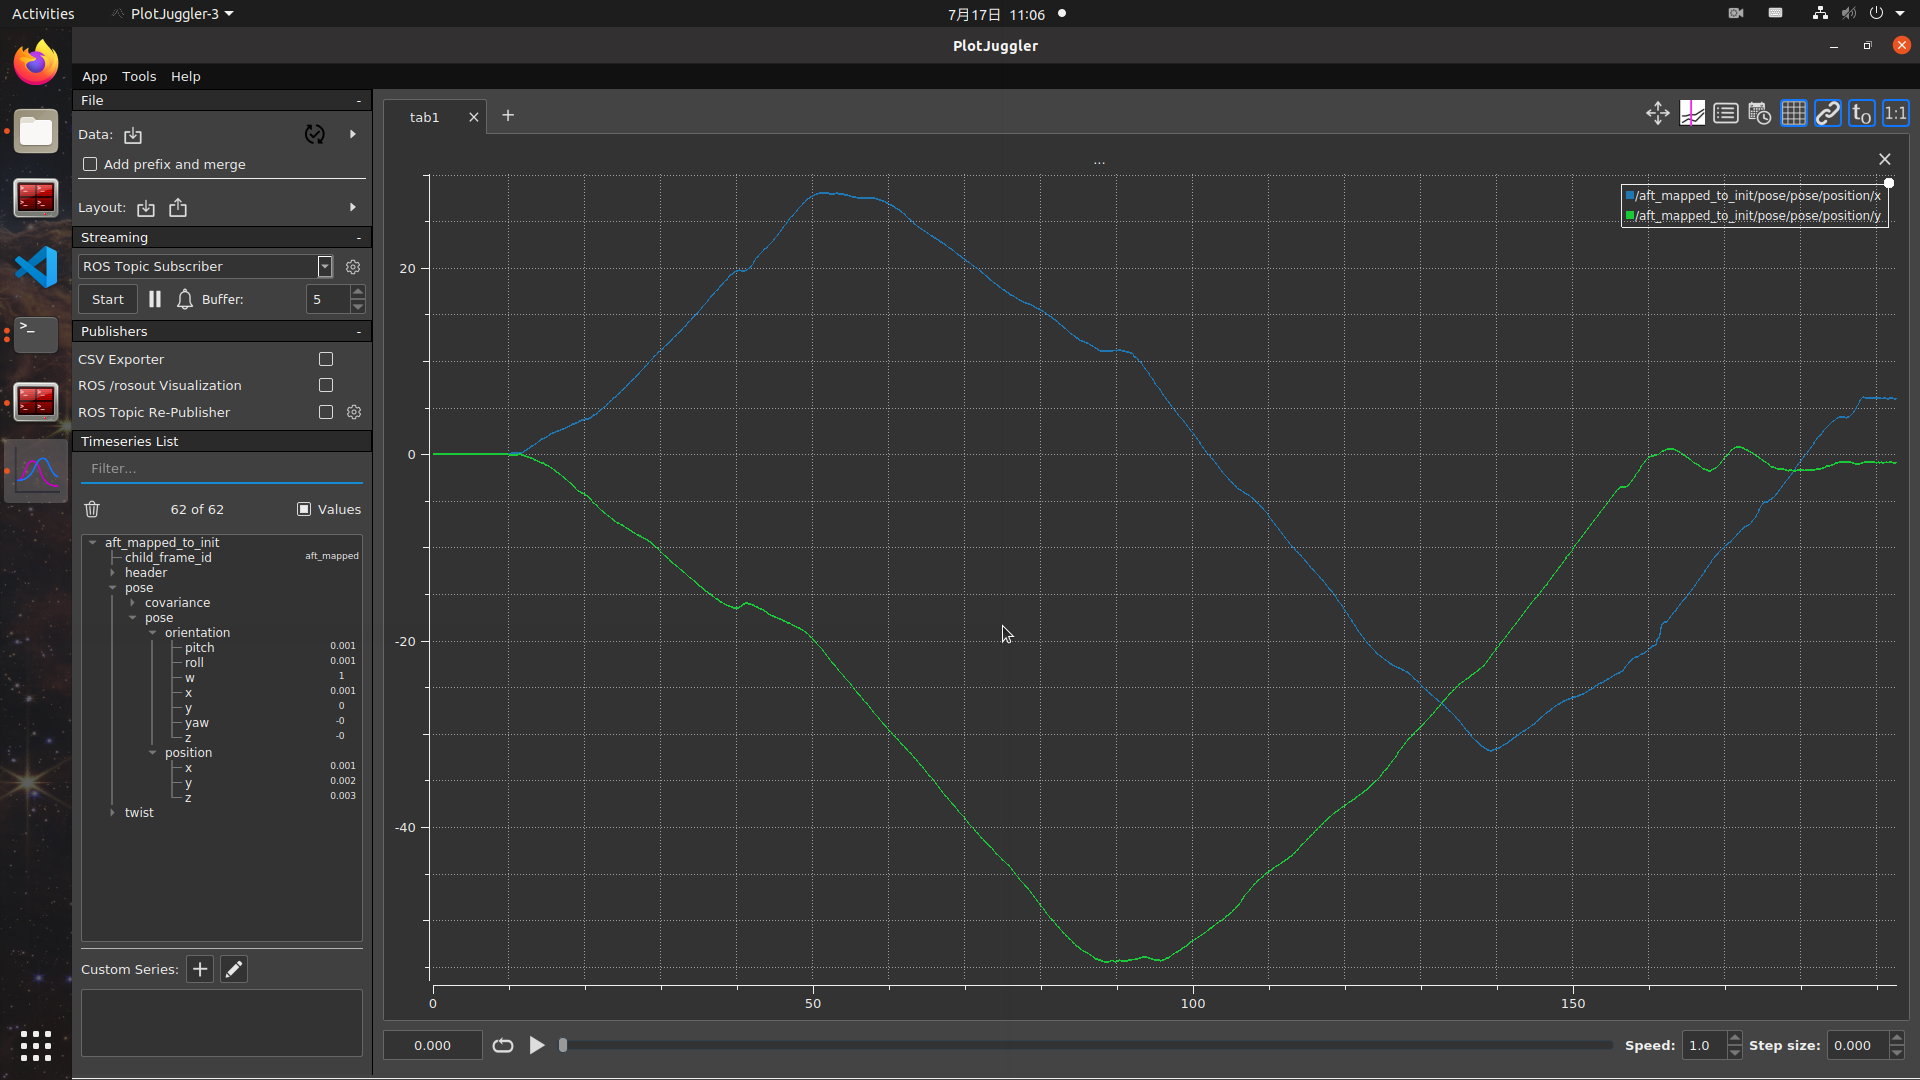 Activities PlotJuggler-3 7月17日 11:06
PlotJuggler
App Tools Help
File -
Data:
Add prefix and merge
Layout:
Streaming -
ROS Topic Subscriber
Start Buffer: 5
Publishers -
CSV Exporter
ROS /rosout Visualization
ROS Topic Re-Publisher
Timeseries List
Filter...
62 of 62 Values
aft_mapped_to_init
child_frame_id aft_mapped
header
pose
covariance
pose
orientation
pitch 0.001
roll 0.001
w 1
x 0.001
y 0
yaw -0
z -0
position
x 0.001
y 0.002
z 0.003
twist
Custom Series:
tab1
t0 1:1
...
/aft_mapped_to_init/pose/pose/position/x
/aft_mapped_to_init/pose/pose/position/y
20
0
-20
-40
0 50 100 150
0.000 Speed: 1.0 Step size: 0.000